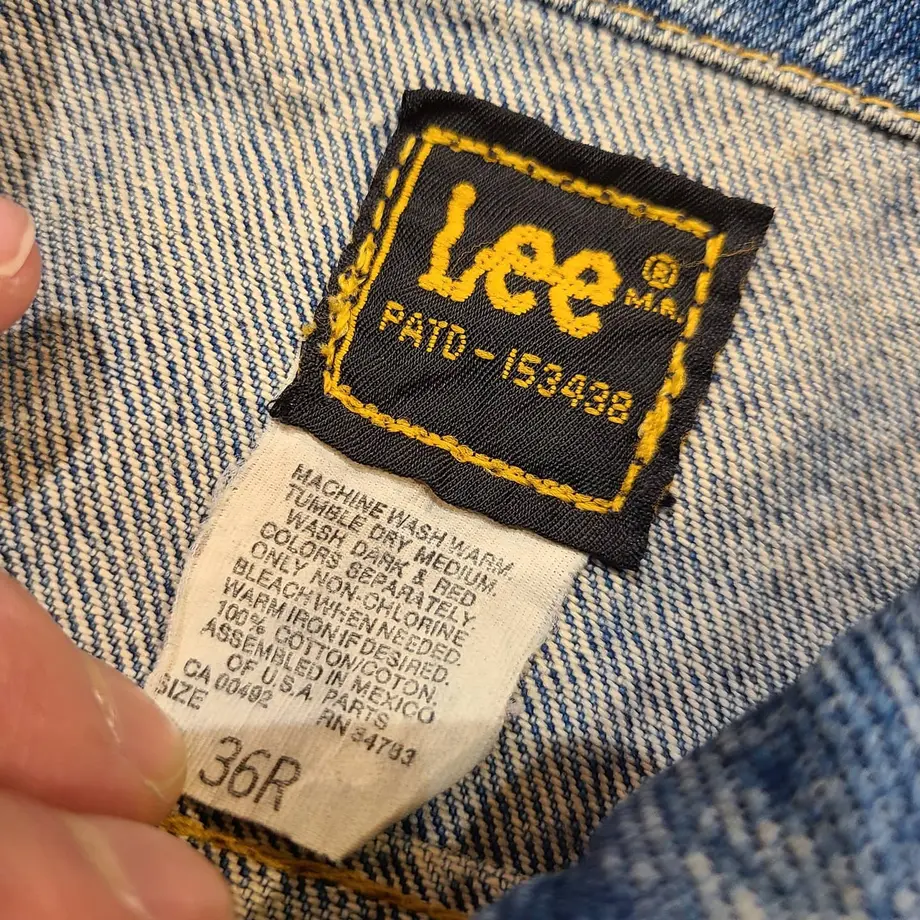 Lee®
M.R.
PATD-153438
MACHINE WASH WARM.
TUMBLE DRY MEDIUM.
WASH DARK & RED
COLORS SEPARATELY
ONLY NON-CHLORINE
BLEACH WHEN NEEDED.
WARM IRON IF DESIRED.
100% COTTON/COTON.
ASSEMBLED IN MEXICO
OF U.S.A. PARTS
CA 00492 RN 34783
SIZE
36R